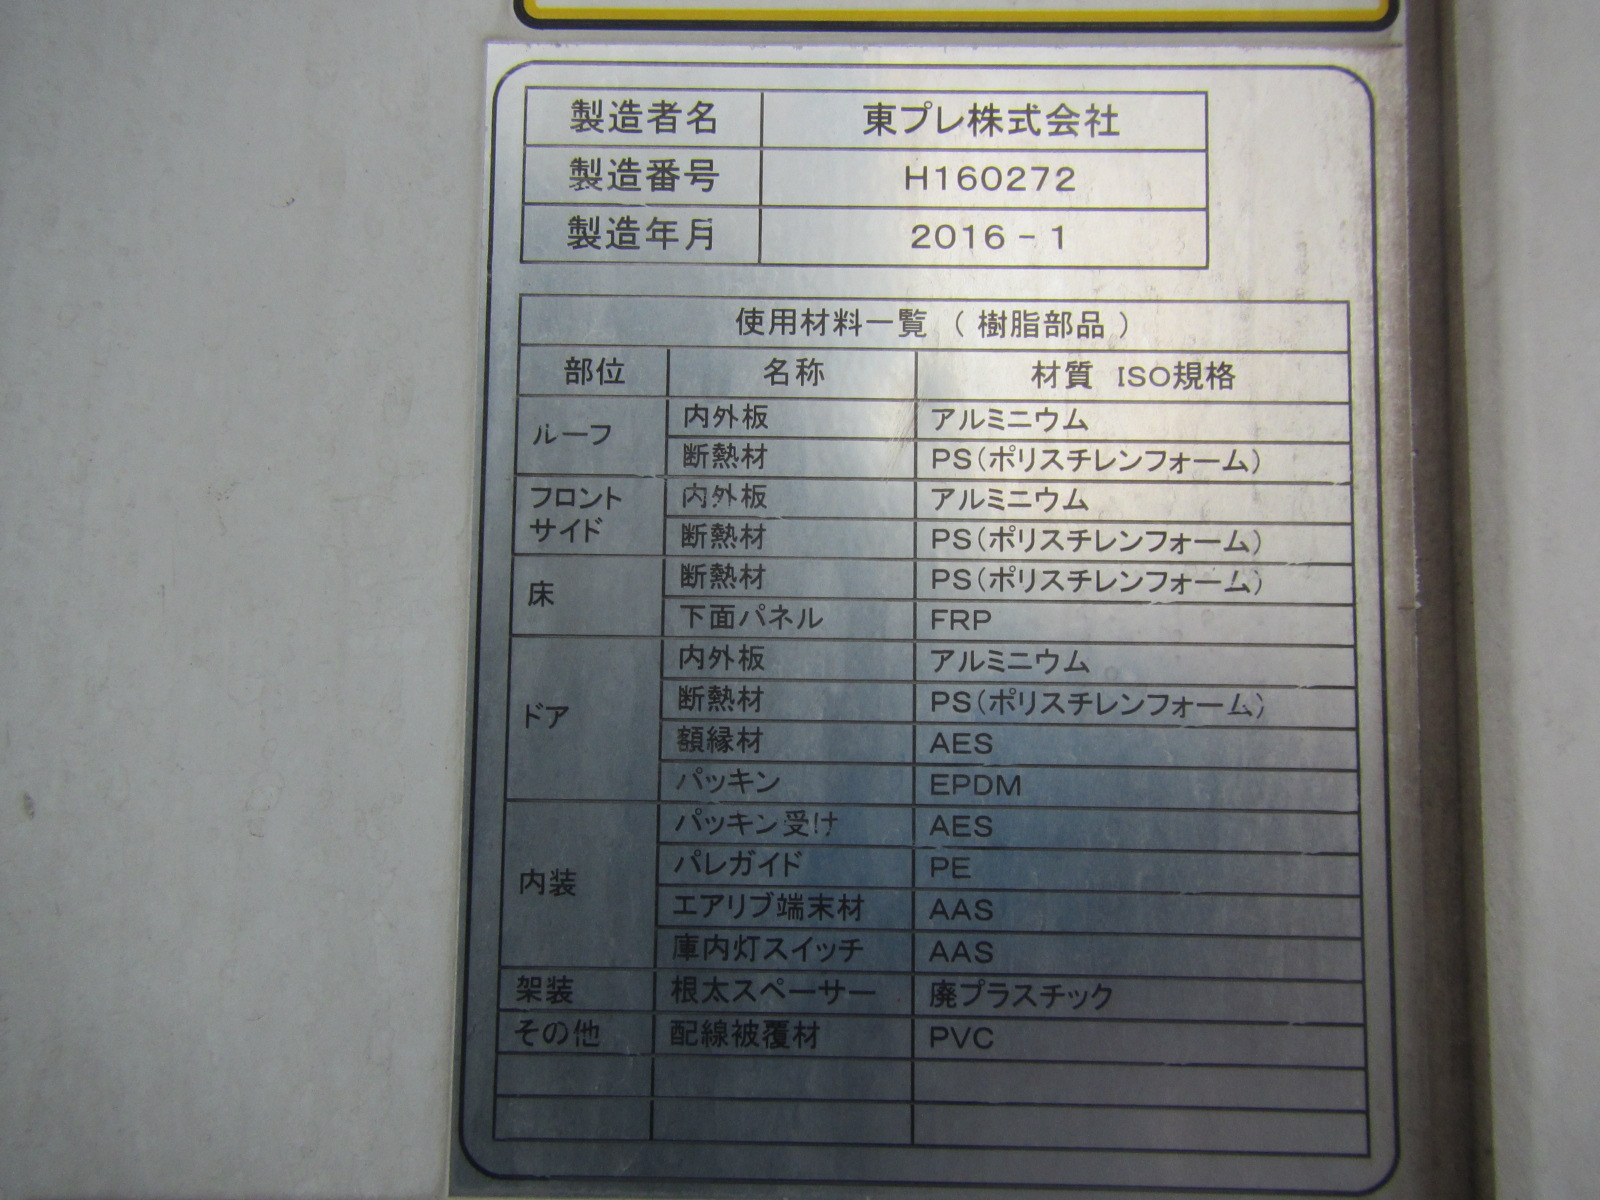 製造者名 東プレ株式会社
製造番号 H160272
製造年月 2016-1
使用材料一覧（樹脂部品）
部位 名称 材質 ISO規格
ルーフ 内外板 アルミニウム
断熱材 PS(ポリスチレンフォーム)
フロント
サイド 内外板 アルミニウム
断熱材 PS(ポリスチレンフォーム)
床 断熱材 PS(ポリスチレンフォーム)
下面パネル FRP
ドア 内外板 アルミニウム
断熱材 PS(ポリスチレンフォーム)
額縁材 AES
パッキン EPDM
内装 パッキン受け AES
パレガイド PE
エアリブ端末材 AAS
庫内灯スイッチ AAS
架装 根太スペーサー 廃プラスチック
その他 配線被覆材 PVC